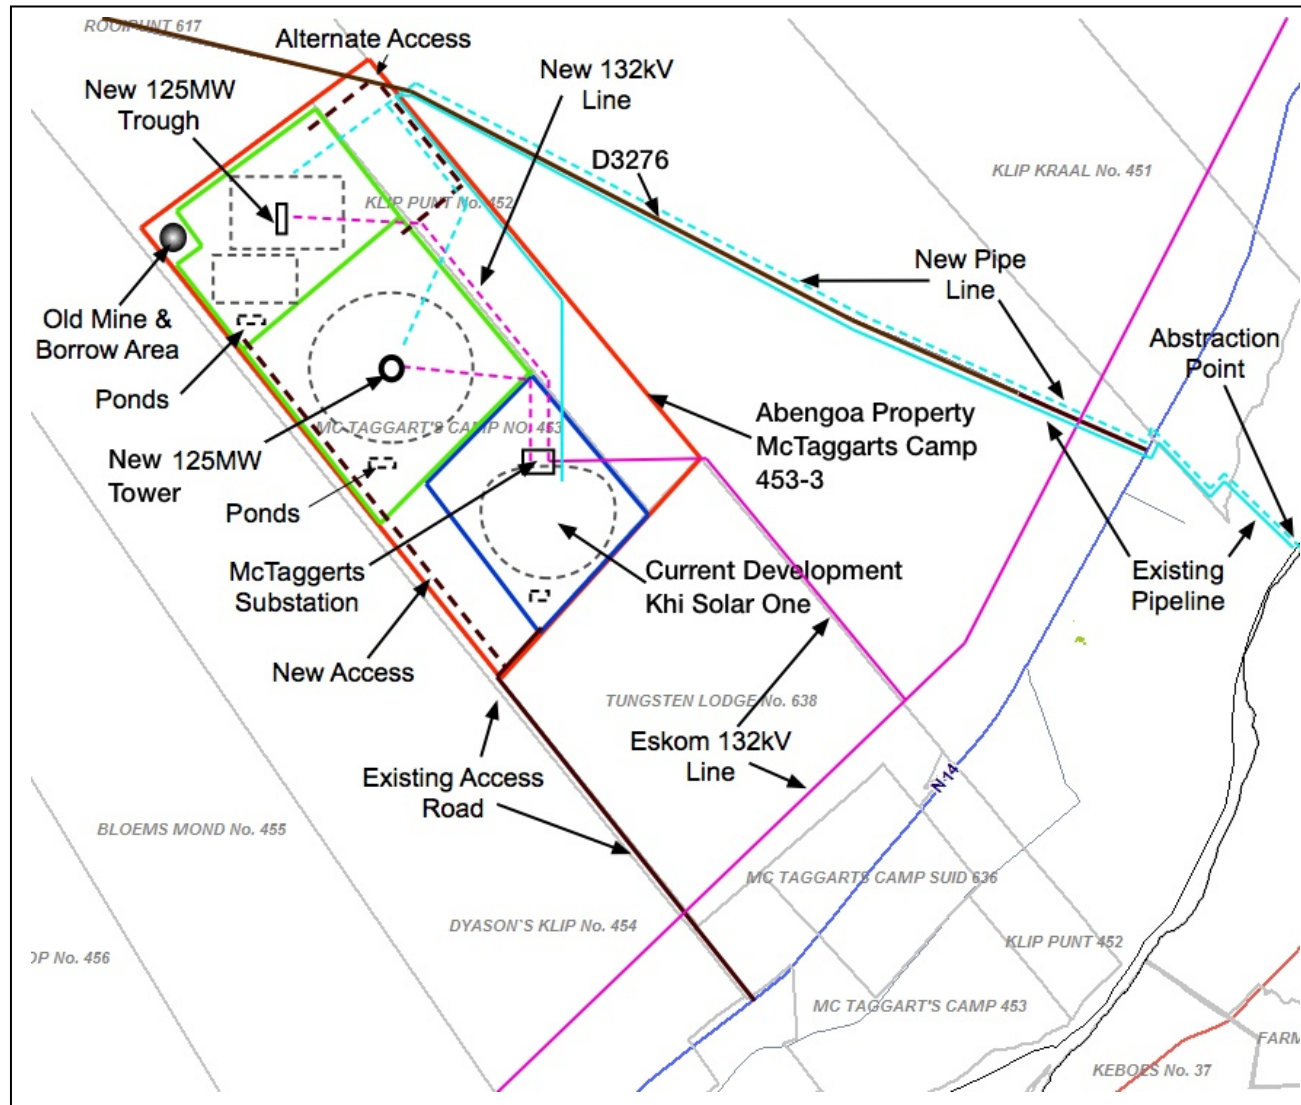 ROOIPUNT 617
Alternate Access
New 125MW
Trough
New 132kV
Line
D3276
KLIP KRAAL No. 451
KLIP PUNT No. 452
New Pipe
Line
Old Mine &
Borrow Area
Abstraction
Point
Ponds
Abengoa Property
McTaggarts Camp
453-3
MC TAGGART'S CAMP NO. 453
New 125MW
Tower
Ponds
McTaggerts
Substation
Current Development
Khi Solar One
Existing
Pipeline
New Access
TUNGSTEN LODGE No. 638
Eskom 132kV
Line
Existing Access
Road
N 14
BLOEMS MOND No. 455
MC TAGGARTS CAMP SUID 636
DYASON'S KLIP No. 454
KLIP PUNT 452
OP No. 456
MC TAGGART'S CAMP 453
FARM
KEBOES No. 37